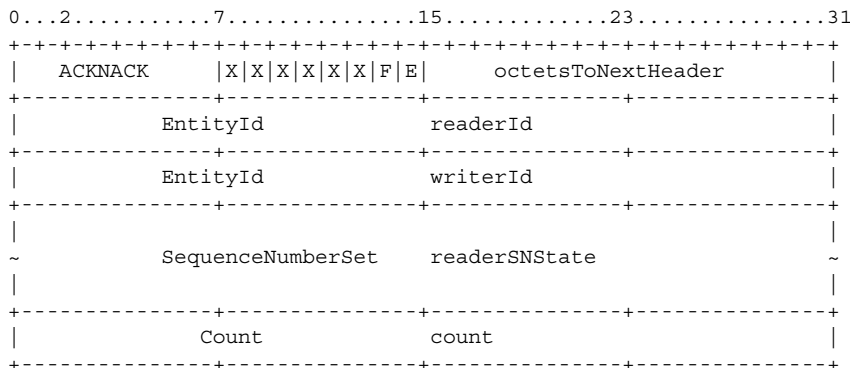 0...2...........7...............15.............23...............31
+-+-+-+-+-+-+-+-+-+-+-+-+-+-+-+-+-+-+-+-+-+-+-+-+-+-+-+-+-+-+-+-+
|   ACKNACK     |X|X|X|X|X|X|F|E|     octetsToNextHeader        |
+---------------+---------------+---------------+---------------+
|           EntityId             readerId                       |
+---------------+---------------+---------------+---------------+
|           EntityId             writerId                       |
+---------------+---------------+---------------+---------------+
|                                                               |
~           SequenceNumberSet    readerSNState                  ~
|                                                               |
+---------------+---------------+---------------+---------------+
|              Count             count                          |
+---------------+---------------+---------------+---------------+